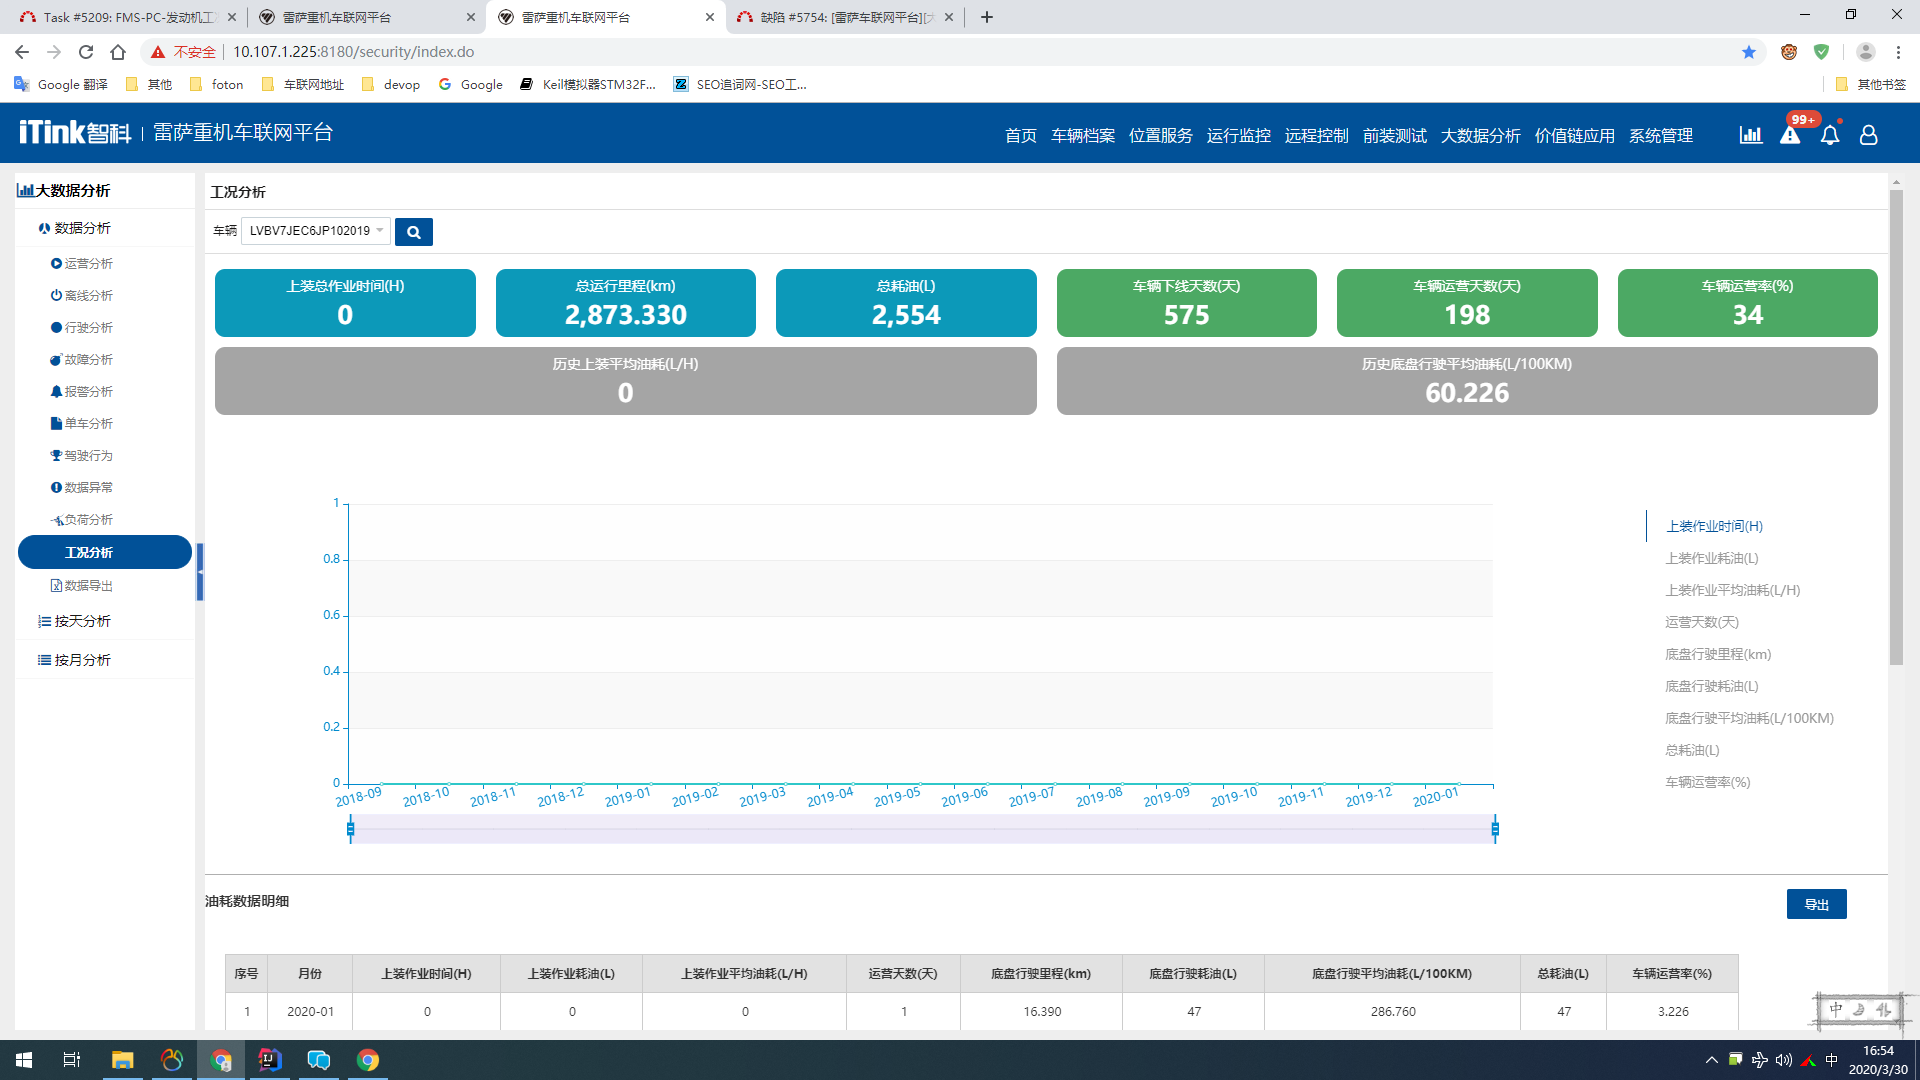 Task #5209: FMS-PC-发动机工
雷萨重机车联网平台
雷萨重机车联网平台
缺陷 #5754: [雷萨车联网平台][
不安全 10.107.1.225:8180/security/index.do
Google 翻译 其他 foton 车联网地址 devop Google Keil模拟器STM32F... SEO追词网-SEO工... 其他书签
iTink智科 雷萨重机车联网平台
首页 车辆档案 位置服务 运行监控 远程控制 前装测试 大数据分析 价值链应用 系统管理 99+
大数据分析
数据分析
运营分析
离线分析
行驶分析
故障分析
报警分析
单车分析
驾驶行为
数据异常
负荷分析
工况分析
数据导出
按天分析
按月分析
工况分析
车辆 LVBV7JEC6JP102019
上装总作业时间(H)
0
总运行里程(km)
2,873.330
总耗油(L)
2,554
车辆下线天数(天)
575
车辆运营天数(天)
198
车辆运营率(%)
34
历史上装平均油耗(L/H)
0
历史底盘行驶平均油耗(L/100KM)
60.226
1
0.8
0.6
0.4
0.2
0
2018-09 2018-10 2018-11 2018-12 2019-01 2019-02 2019-03 2019-04 2019-05 2019-06 2019-07 2019-08 2019-09 2019-10 2019-11 2019-12 2020-01
上装作业时间(H)
上装作业耗油(L)
上装作业平均油耗(L/H)
运营天数(天)
底盘行驶里程(km)
底盘行驶耗油(L)
底盘行驶平均油耗(L/100KM)
总耗油(L)
车辆运营率(%)
油耗数据明细
导出
序号 月份 上装作业时间(H) 上装作业耗油(L) 上装作业平均油耗(L/H) 运营天数(天) 底盘行驶里程(km) 底盘行驶耗油(L) 底盘行驶平均油耗(L/100KM) 总耗油(L) 车辆运营率(%)
1 2020-01 0 0 0 1 16.390 47 286.760 47 3.226
中
中
16:54
2020/3/30